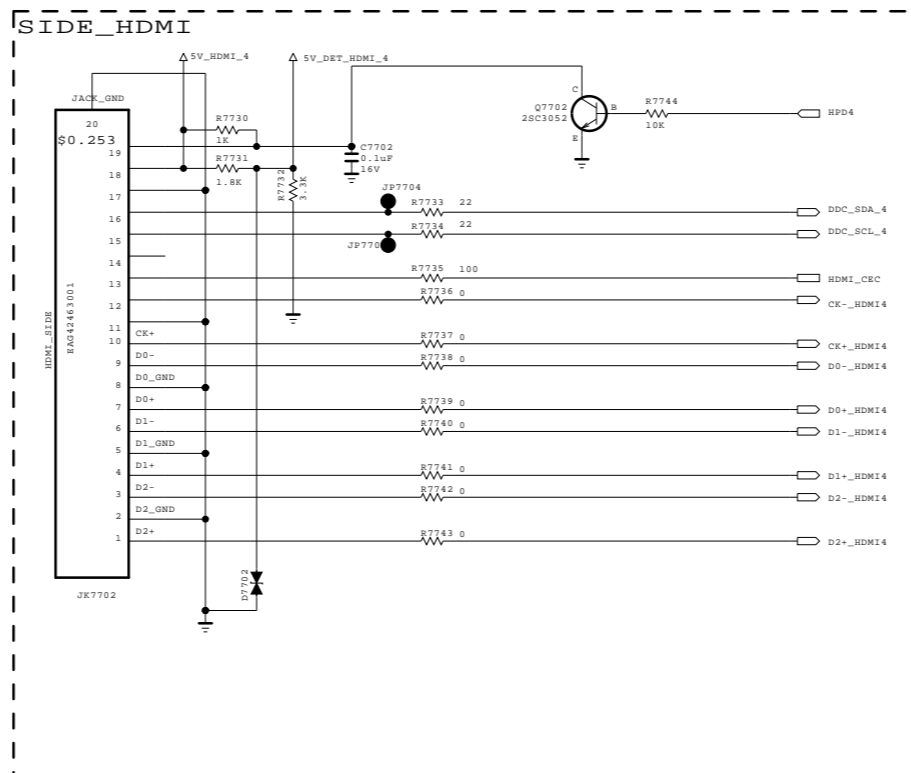 SIDE_HDMI
5V_HDMI_4
5V_DET_HDMI_4
JACK_GND
C
Q7702
2SC3052
B
R7744
10K
HPD4
E
20
$0.253
R7730
1K
C7702
0.1uF
16V
19
18
R7731
1.8K
R7732
3.3K
17
JP7704
16
R7733 22
DDC_SDA_4
15
R7734 22
DDC_SCL_4
JP770
14
13
R7735 100
HDMI_CEC
12
R7736 0
CK-_HDMI4
HDMI_SIDE
EAG42463001
11
10
CK+
R7737 0
CK+_HDMI4
9
D0-
R7738 0
D0-_HDMI4
8
D0_GND
7
D0+
R7739 0
D0+_HDMI4
6
D1-
R7740 0
D1-_HDMI4
5
D1_GND
4
D1+
R7741 0
D1+_HDMI4
3
D2-
R7742 0
D2-_HDMI4
2
D2_GND
1
D2+
R7743 0
D2+_HDMI4
D7702
JK7702